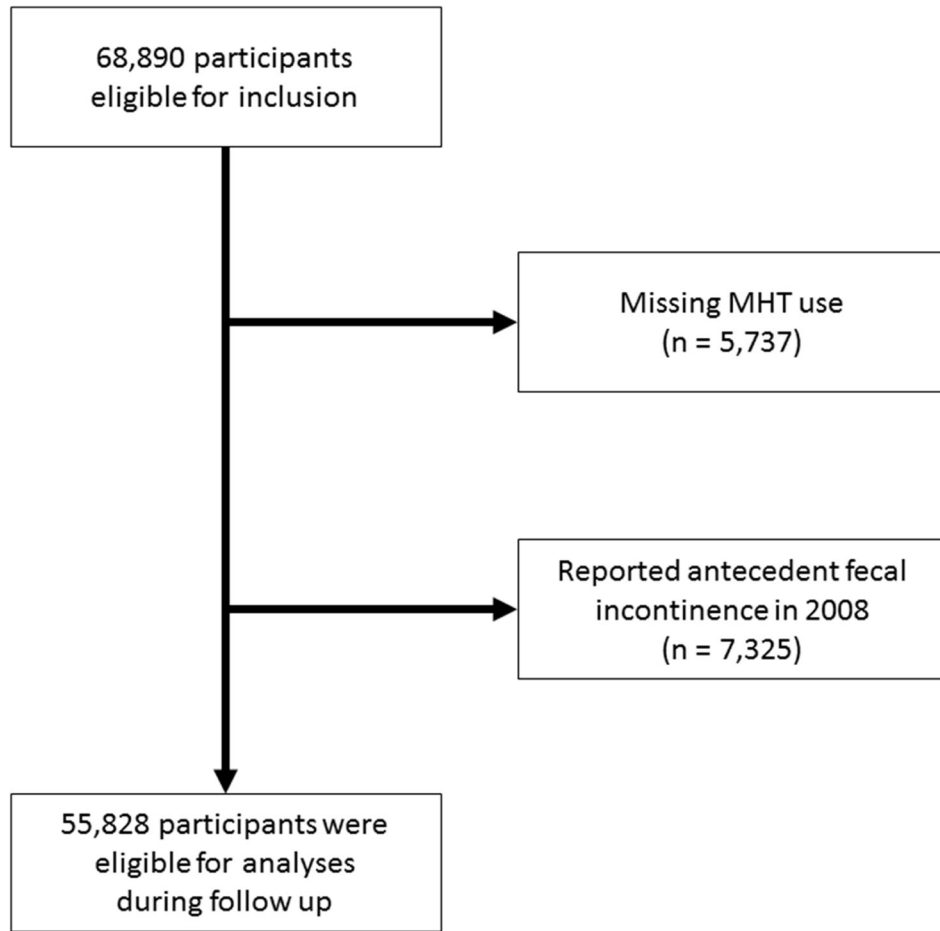 68,890 participants
eligible for inclusion
Missing MHT use
(n = 5,737)
Reported antecedent fecal
incontinence in 2008
(n = 7,325)
55,828 participants were
eligible for analyses
during follow up